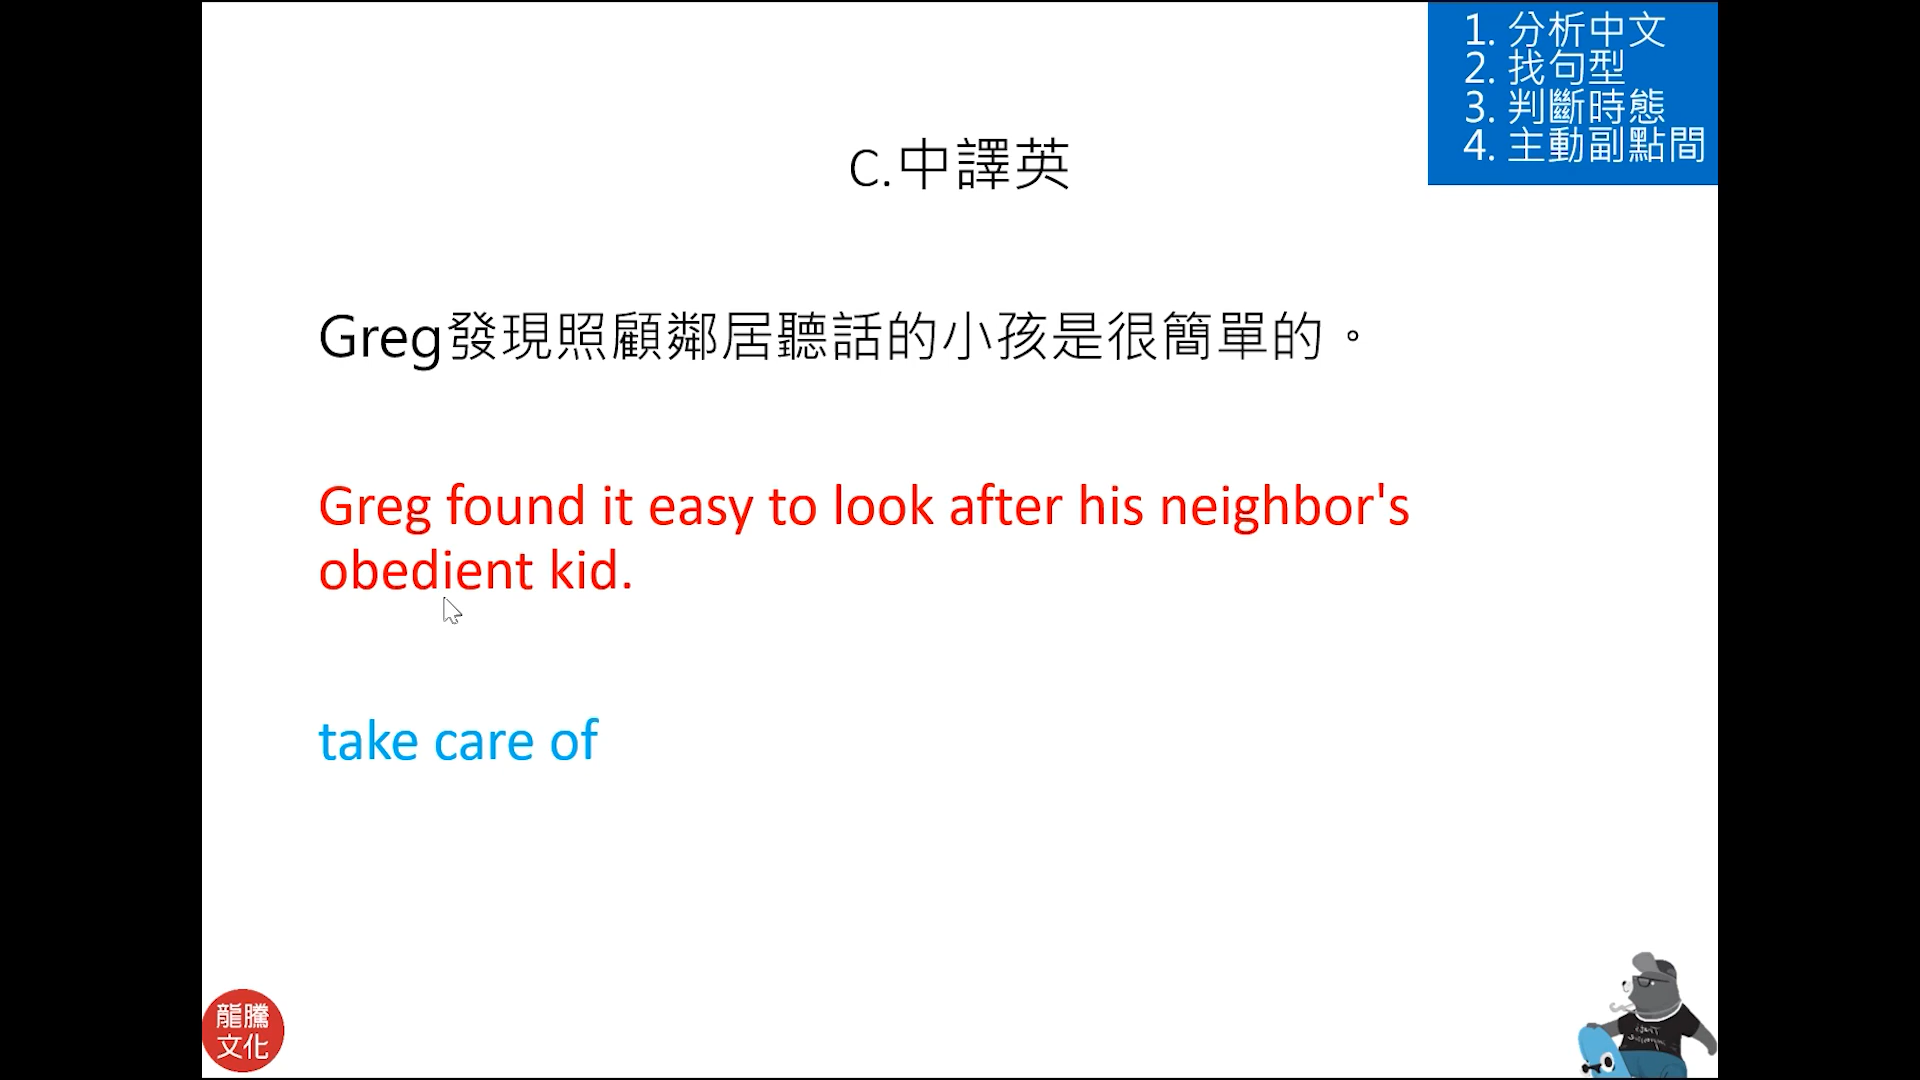 1. 分析中文
2. 找句型
3. 判斷時態
4. 主動副點間
C.中譯英
Greg發現照顧鄰居聽話的小孩是很簡單的。
Greg found it easy to look after his neighbor's
obedient kid.
take care of
龍騰
文化